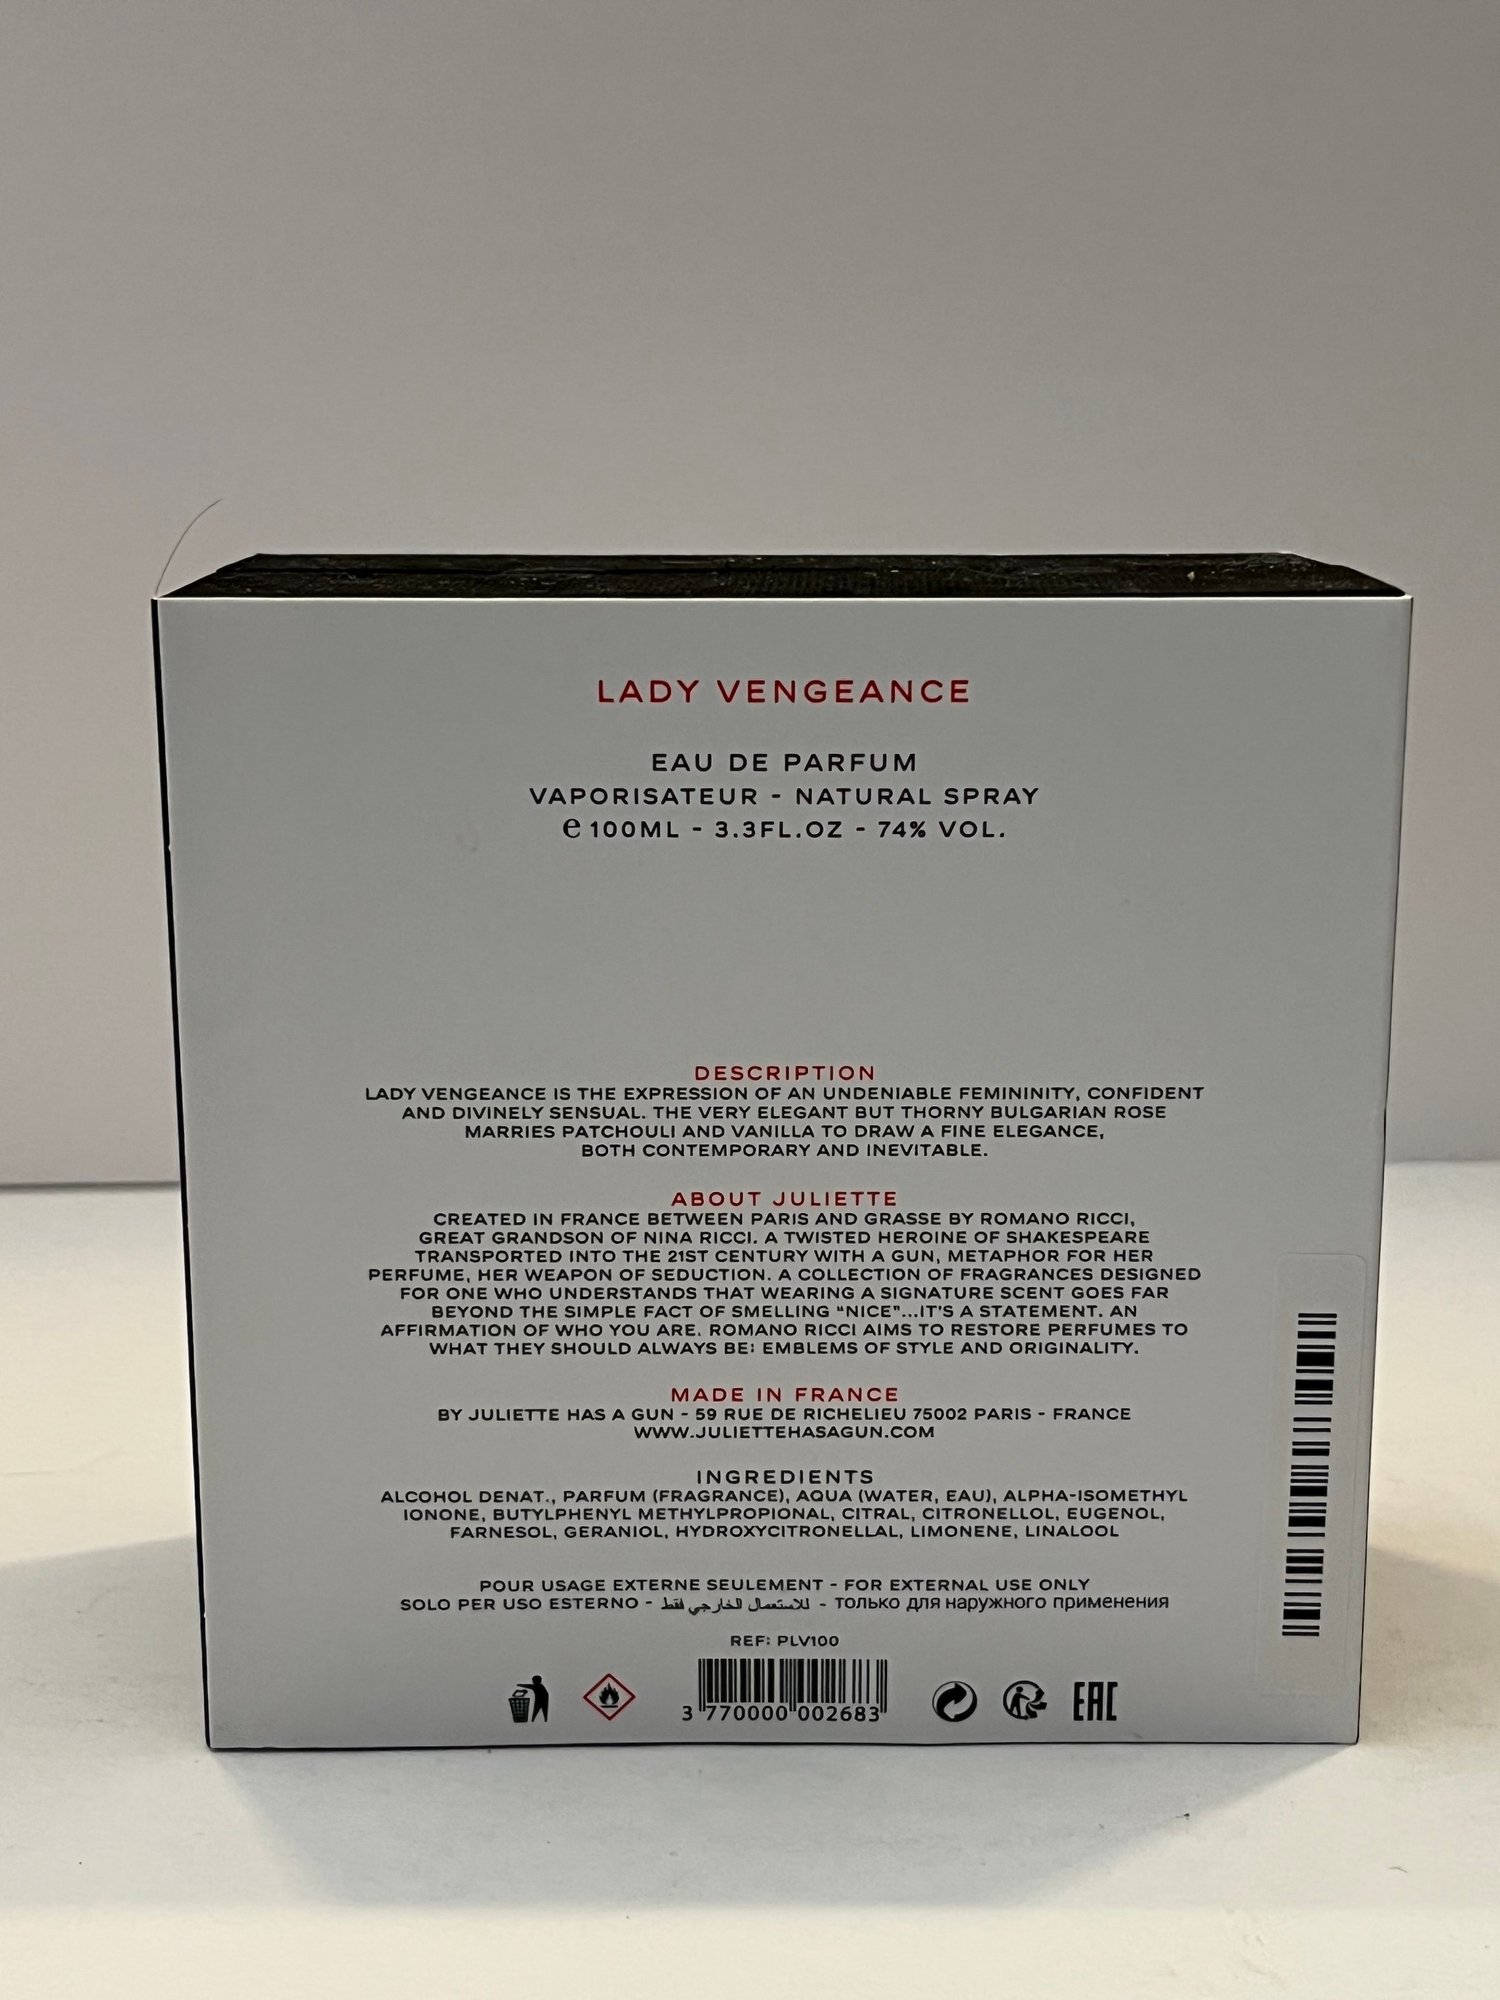 LADY VENGEANCE
EAU DE PARFUM
VAPORISATEUR - NATURAL SPRAY
℮ 100ML - 3.3FL.OZ - 74% VOL.
DESCRIPTION
LADY VENGEANCE IS THE EXPRESSION OF AN UNDENIABLE FEMININITY, CONFIDENT
AND DIVINELY SENSUAL. THE VERY ELEGANT BUT THORNY BULGARIAN ROSE
MARRIES PATCHOULI AND VANILLA TO DRAW A FINE ELEGANCE,
BOTH CONTEMPORARY AND INEVITABLE.
ABOUT JULIETTE
CREATED IN FRANCE BETWEEN PARIS AND GRASSE BY ROMANO RICCI,
GREAT GRANDSON OF NINA RICCI. A TWISTED HEROINE OF SHAKESPEARE
TRANSPORTED INTO THE 21ST CENTURY WITH A GUN, METAPHOR FOR HER
PERFUME, HER WEAPON OF SEDUCTION. A COLLECTION OF FRAGRANCES DESIGNED
FOR ONE WHO UNDERSTANDS THAT WEARING A SIGNATURE SCENT GOES FAR
BEYOND THE SIMPLE FACT OF SMELLING “NICE”...IT'S A STATEMENT. AN
AFFIRMATION OF WHO YOU ARE. ROMANO RICCI AIMS TO RESTORE PERFUMES TO
WHAT THEY SHOULD ALWAYS BE: EMBLEMS OF STYLE AND ORIGINALITY.
MADE IN FRANCE
BY JULIETTE HAS A GUN - 59 RUE DE RICHELIEU 75002 PARIS - FRANCE
WWW.JULIETTEHASAGUN.COM
INGREDIENTS
ALCOHOL DENAT., PARFUM (FRAGRANCE), AQUA (WATER, EAU), ALPHA-ISOMETHYL
IONONE, BUTYLPHENYL METHYLPROPIONAL, CITRAL, CITRONELLOL, EUGENOL,
FARNESOL, GERANIOL, HYDROXYCITRONELLAL, LIMONENE, LINALOOL
POUR USAGE EXTERNE SEULEMENT - FOR EXTERNAL USE ONLY
SOLO PER USO ESTERNO - للاستعمال الخارجي فقط - только для наружного применения
REF: PLV100
3 770000 002683
EAC